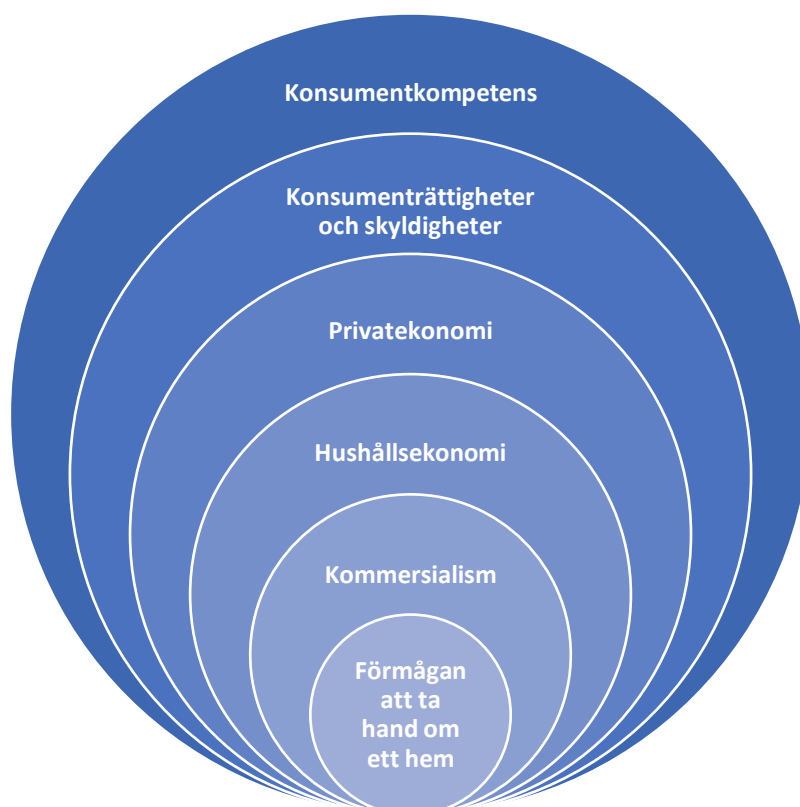 Konsumentkompetens
Konsumenträttigheter
och skyldigheter
Privatekonomi
Hushållsekonomi
Kommersialism
Förmågan
att ta
hand om
ett hem